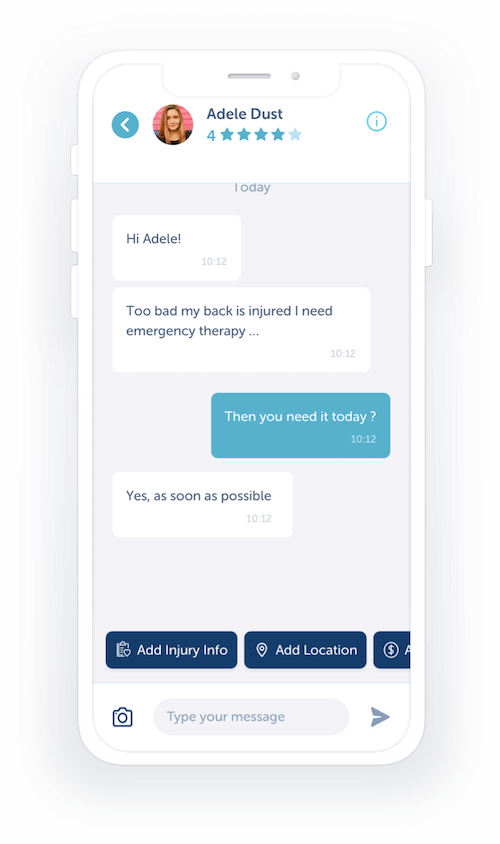 Adele Dust
4
Today
Hi Adele!
10:12
Too bad my back is injured I need
emergency therapy ...
10:12
Then you need it today ?
10:12
Yes, as soon as possible
10:12
Add Injury Info
Add Location
Type your message